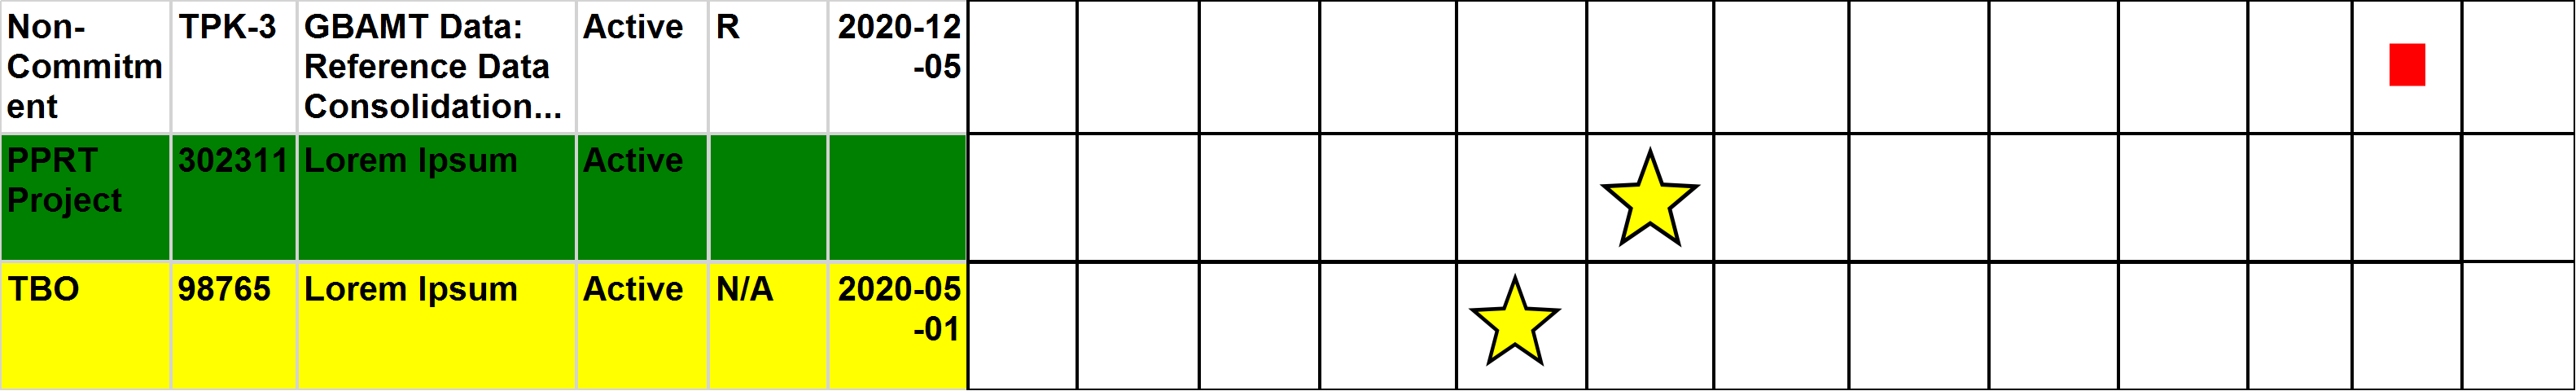 Non-
Commitm
ent
TPK-3
GBAMT Data:
Reference Data
Consolidation...
Active
R
2020-12
-05
PPRT
Project
302311
Lorem Ipsum
Active
TBO
98765
Lorem Ipsum
Active
N/A
2020-05
-01